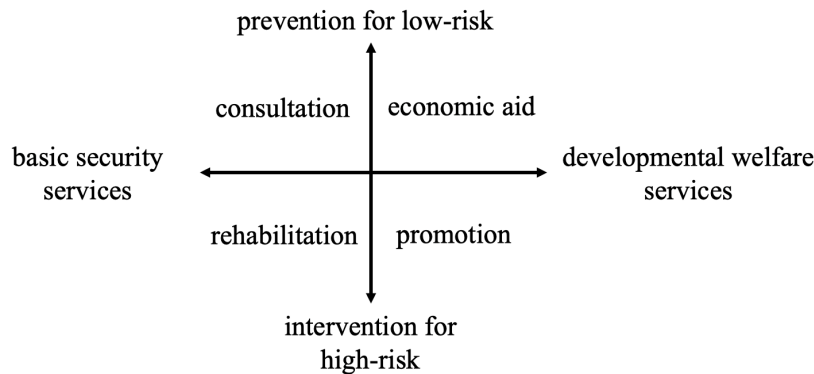 prevention for low-risk
consultation
economic aid
basic security
services
developmental welfare
services
rehabilitation
promotion
intervention for
high-risk